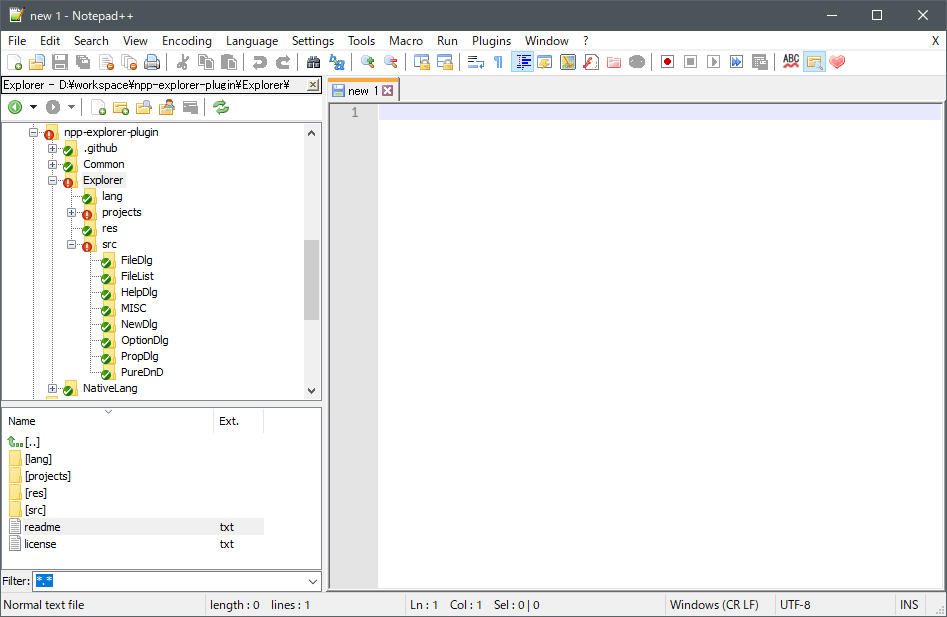 new 1 - Notepad++
File Edit Search View Encoding Language Settings Tools Macro Run Plugins Window ? X
ABC
Explorer - D:¥workspace¥npp-explorer-plugin¥Explorer¥
new 1
1
npp-explorer-plugin
.github
Common
Explorer
lang
projects
res
src
FileDlg
FileList
HelpDlg
MISC
NewDlg
OptionDlg
PropDlg
PureDnD
NativeLang
Name Ext.
[..]
[lang]
[projects]
[res]
[src]
readme txt
license txt
Filter: *.*
Normal text file length : 0 lines : 1 Ln : 1 Col : 1 Sel : 0 | 0 Windows (CR LF) UTF-8 INS